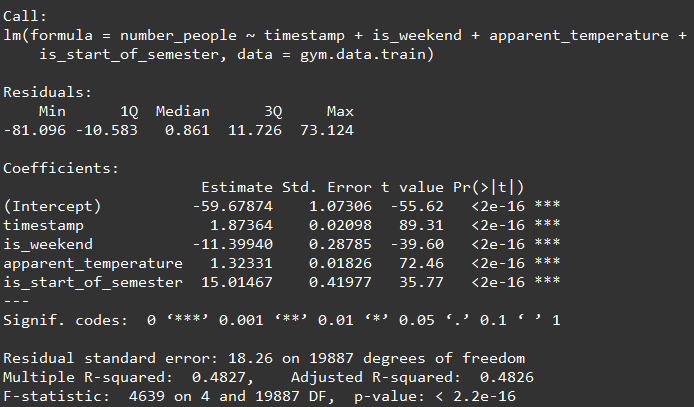 Call:
lm(formula = number_people ~ timestamp + is_weekend + apparent_temperature +
    is_start_of_semester, data = gym.data.train)

Residuals:
    Min      1Q  Median      3Q     Max
-81.096 -10.583   0.861  11.726  73.124

Coefficients:
                      Estimate Std. Error t value Pr(>|t|)
(Intercept)          -59.67874    1.07306  -55.62   <2e-16 ***
timestamp              1.87364    0.02098   89.31   <2e-16 ***
is_weekend           -11.39940    0.28785  -39.60   <2e-16 ***
apparent_temperature   1.32331    0.01826   72.46   <2e-16 ***
is_start_of_semester  15.01467    0.41977   35.77   <2e-16 ***
---
Signif. codes:  0 ‘***’ 0.001 ‘**’ 0.01 ‘*’ 0.05 ‘.’ 0.1 ‘ ’ 1

Residual standard error: 18.26 on 19887 degrees of freedom
Multiple R-squared:  0.4827,    Adjusted R-squared:  0.4826
F-statistic:  4639 on 4 and 19887 DF,  p-value: < 2.2e-16